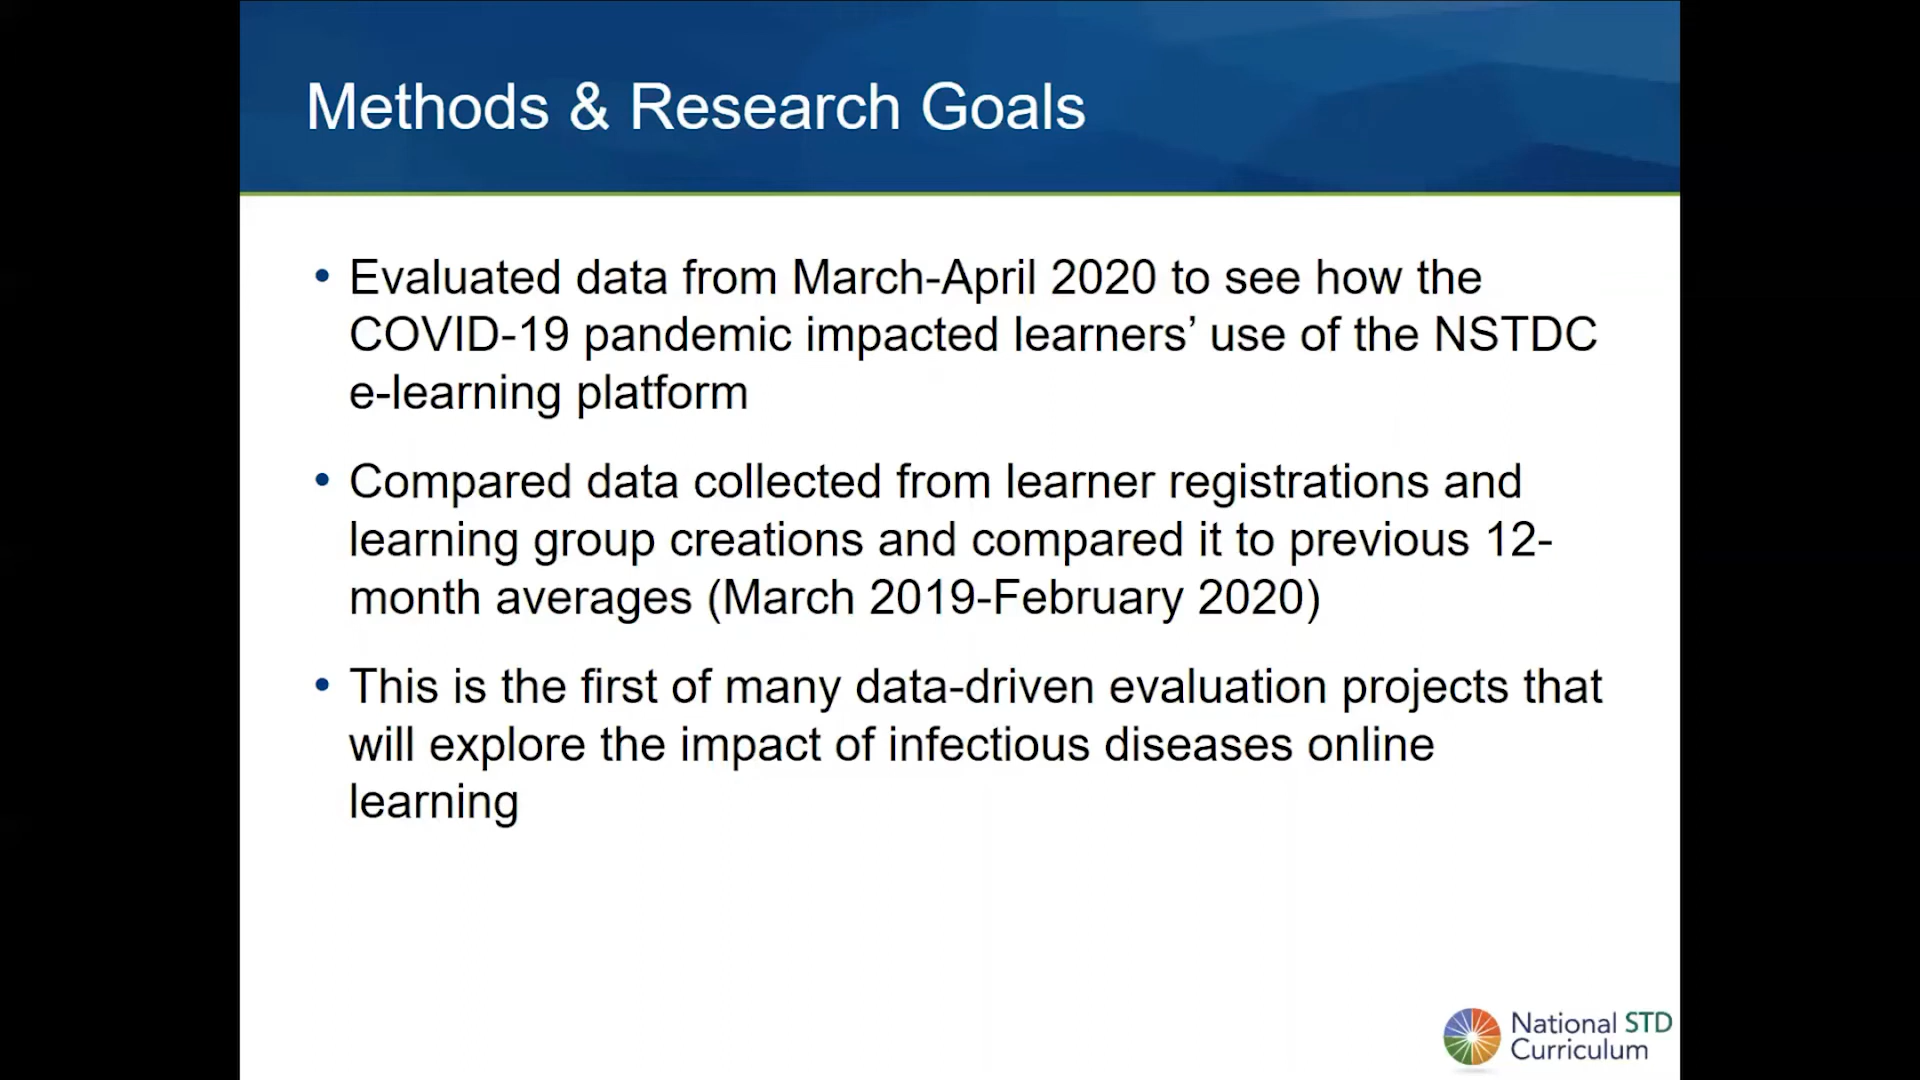 Methods & Research Goals
• Evaluated data from March-April 2020 to see how the
COVID-19 pandemic impacted learners’ use of the NSTDC
e-learning platform
• Compared data collected from learner registrations and
learning group creations and compared it to previous 12-
month averages (March 2019-February 2020)
• This is the first of many data-driven evaluation projects that
will explore the impact of infectious diseases online
learning
National STD
Curriculum